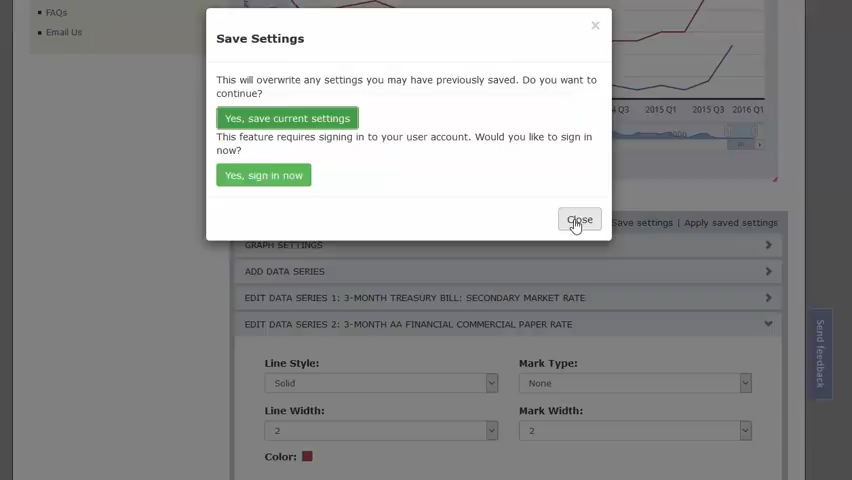 FAQs
Email Us
×
Save Settings
This will overwrite any settings you may have previously saved. Do you want to
continue?
Yes, save current settings
This feature requires signing in to your user account. Would you like to sign in
now?
Yes, sign in now
Close
Q3 2015 Q1 2015 Q3 2016 Q1
Save settings | Apply saved settings
GRAPH SETTINGS
ADD DATA SERIES
EDIT DATA SERIES 1: 3-MONTH TREASURY BILL: SECONDARY MARKET RATE
EDIT DATA SERIES 2: 3-MONTH AA FINANCIAL COMMERCIAL PAPER RATE
Line Style: Mark Type:
Solid None
Line Width: Mark Width:
2 2
Color:
Send feedback